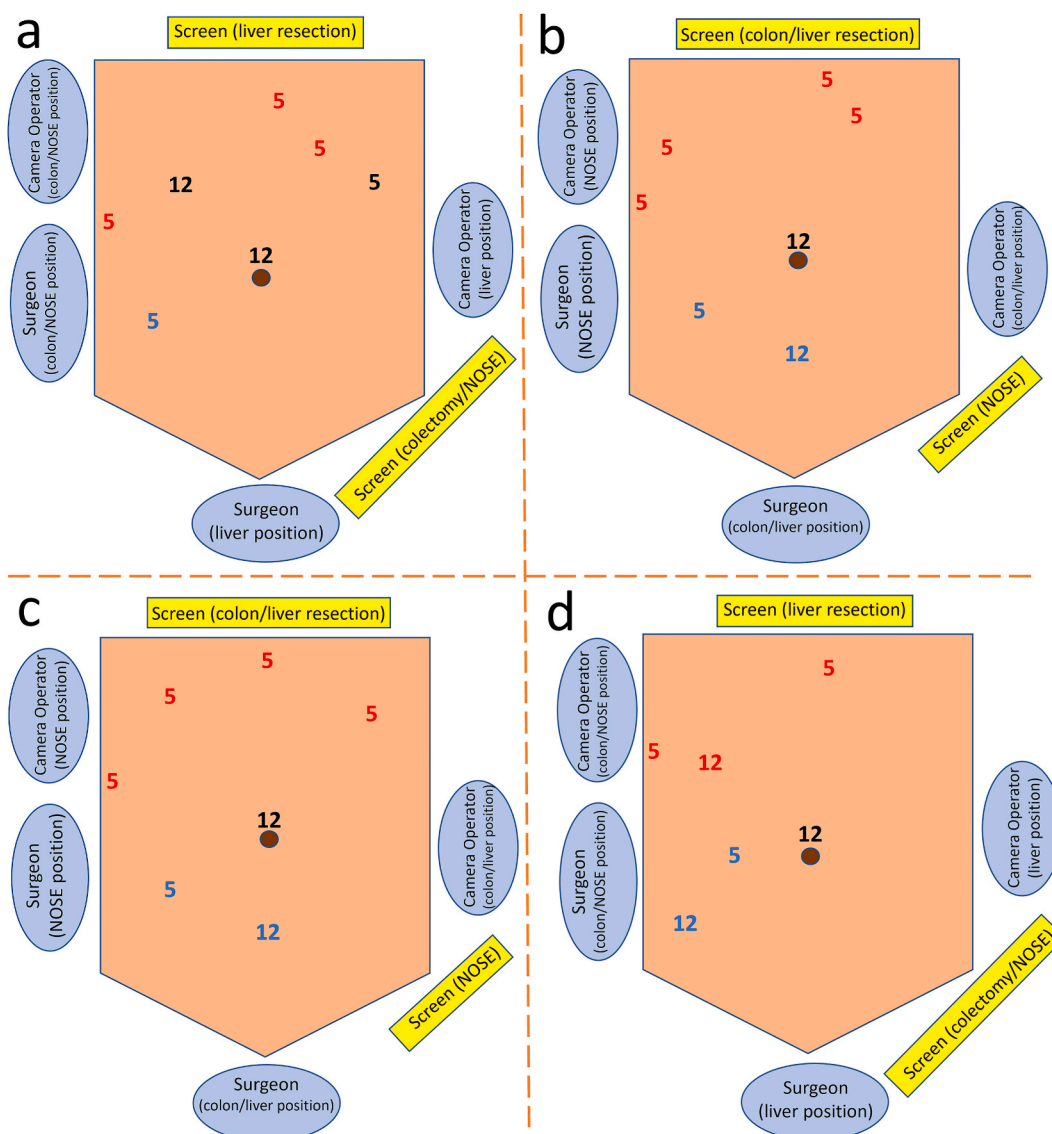 a
Screen (liver resection)
Camera Operator
(colon/NOSE position)
5
5
12
5
5
Camera Operator
(liver position)
12
Surgeon
(colon/NOSE position)
5
Screen (colectomy/NOSE)
Surgeon
(liver position)
b
Screen (colon/liver resection)
Camera Operator
(NOSE position)
5
5
5
5
Camera Operator
(colon/liver position)
12
Surgeon
(NOSE position)
5
12
Screen (NOSE)
Surgeon
(colon/liver position)
c
Screen (colon/liver resection)
Camera Operator
(NOSE position)
5
5
5
5
12
Camera Operator
(colon/liver position)
Surgeon
(NOSE position)
5
12
Screen (NOSE)
Surgeon
(colon/liver position)
d
Screen (liver resection)
Camera Operator
(colon/NOSE position)
5
5
12
12
Camera Operator
(liver position)
5
Surgeon
(colon/NOSE position)
12
Screen (colectomy/NOSE)
Surgeon
(liver position)